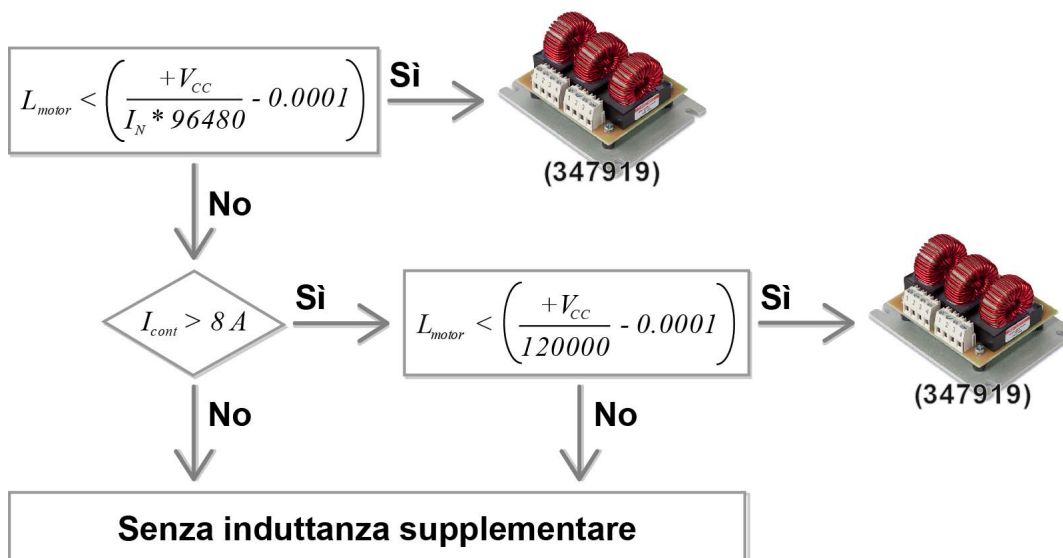 L_motor < ( +V_CC / I_N * 96480 - 0.0001 )
Sì
(347919)
No
I_cont > 8 A
Sì
L_motor < ( +V_CC / 120000 - 0.0001 )
Sì
(347919)
No
No
Senza induttanza supplementare